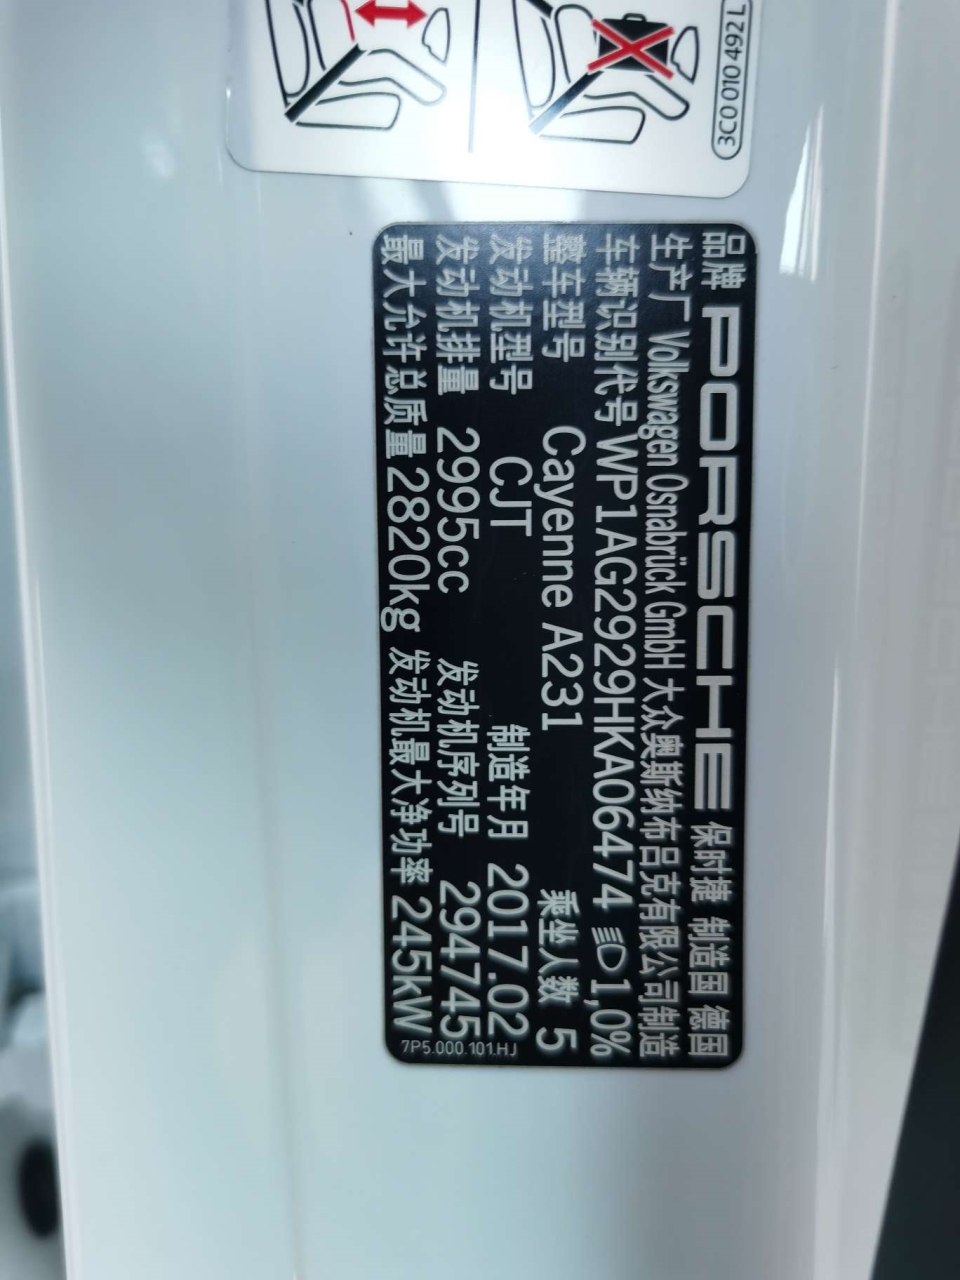 3C0 010 492 L
品牌 PORSCHE 保时捷 制造国 德国
生产厂 Volkswagen Osnabrück GmbH 大众奥斯纳布吕克有限公司制造
车辆识别代号 WP1AG2929HKA06474 1,0%
整车型号 Cayenne A231 乘坐人数 5
发动机型号 CJT 制造年月 2017.02
发动机排量 2995cc 发动机序列号 294745
最大允许总质量 2820kg 发动机最大净功率 245kW
7P5.000.101.HJ